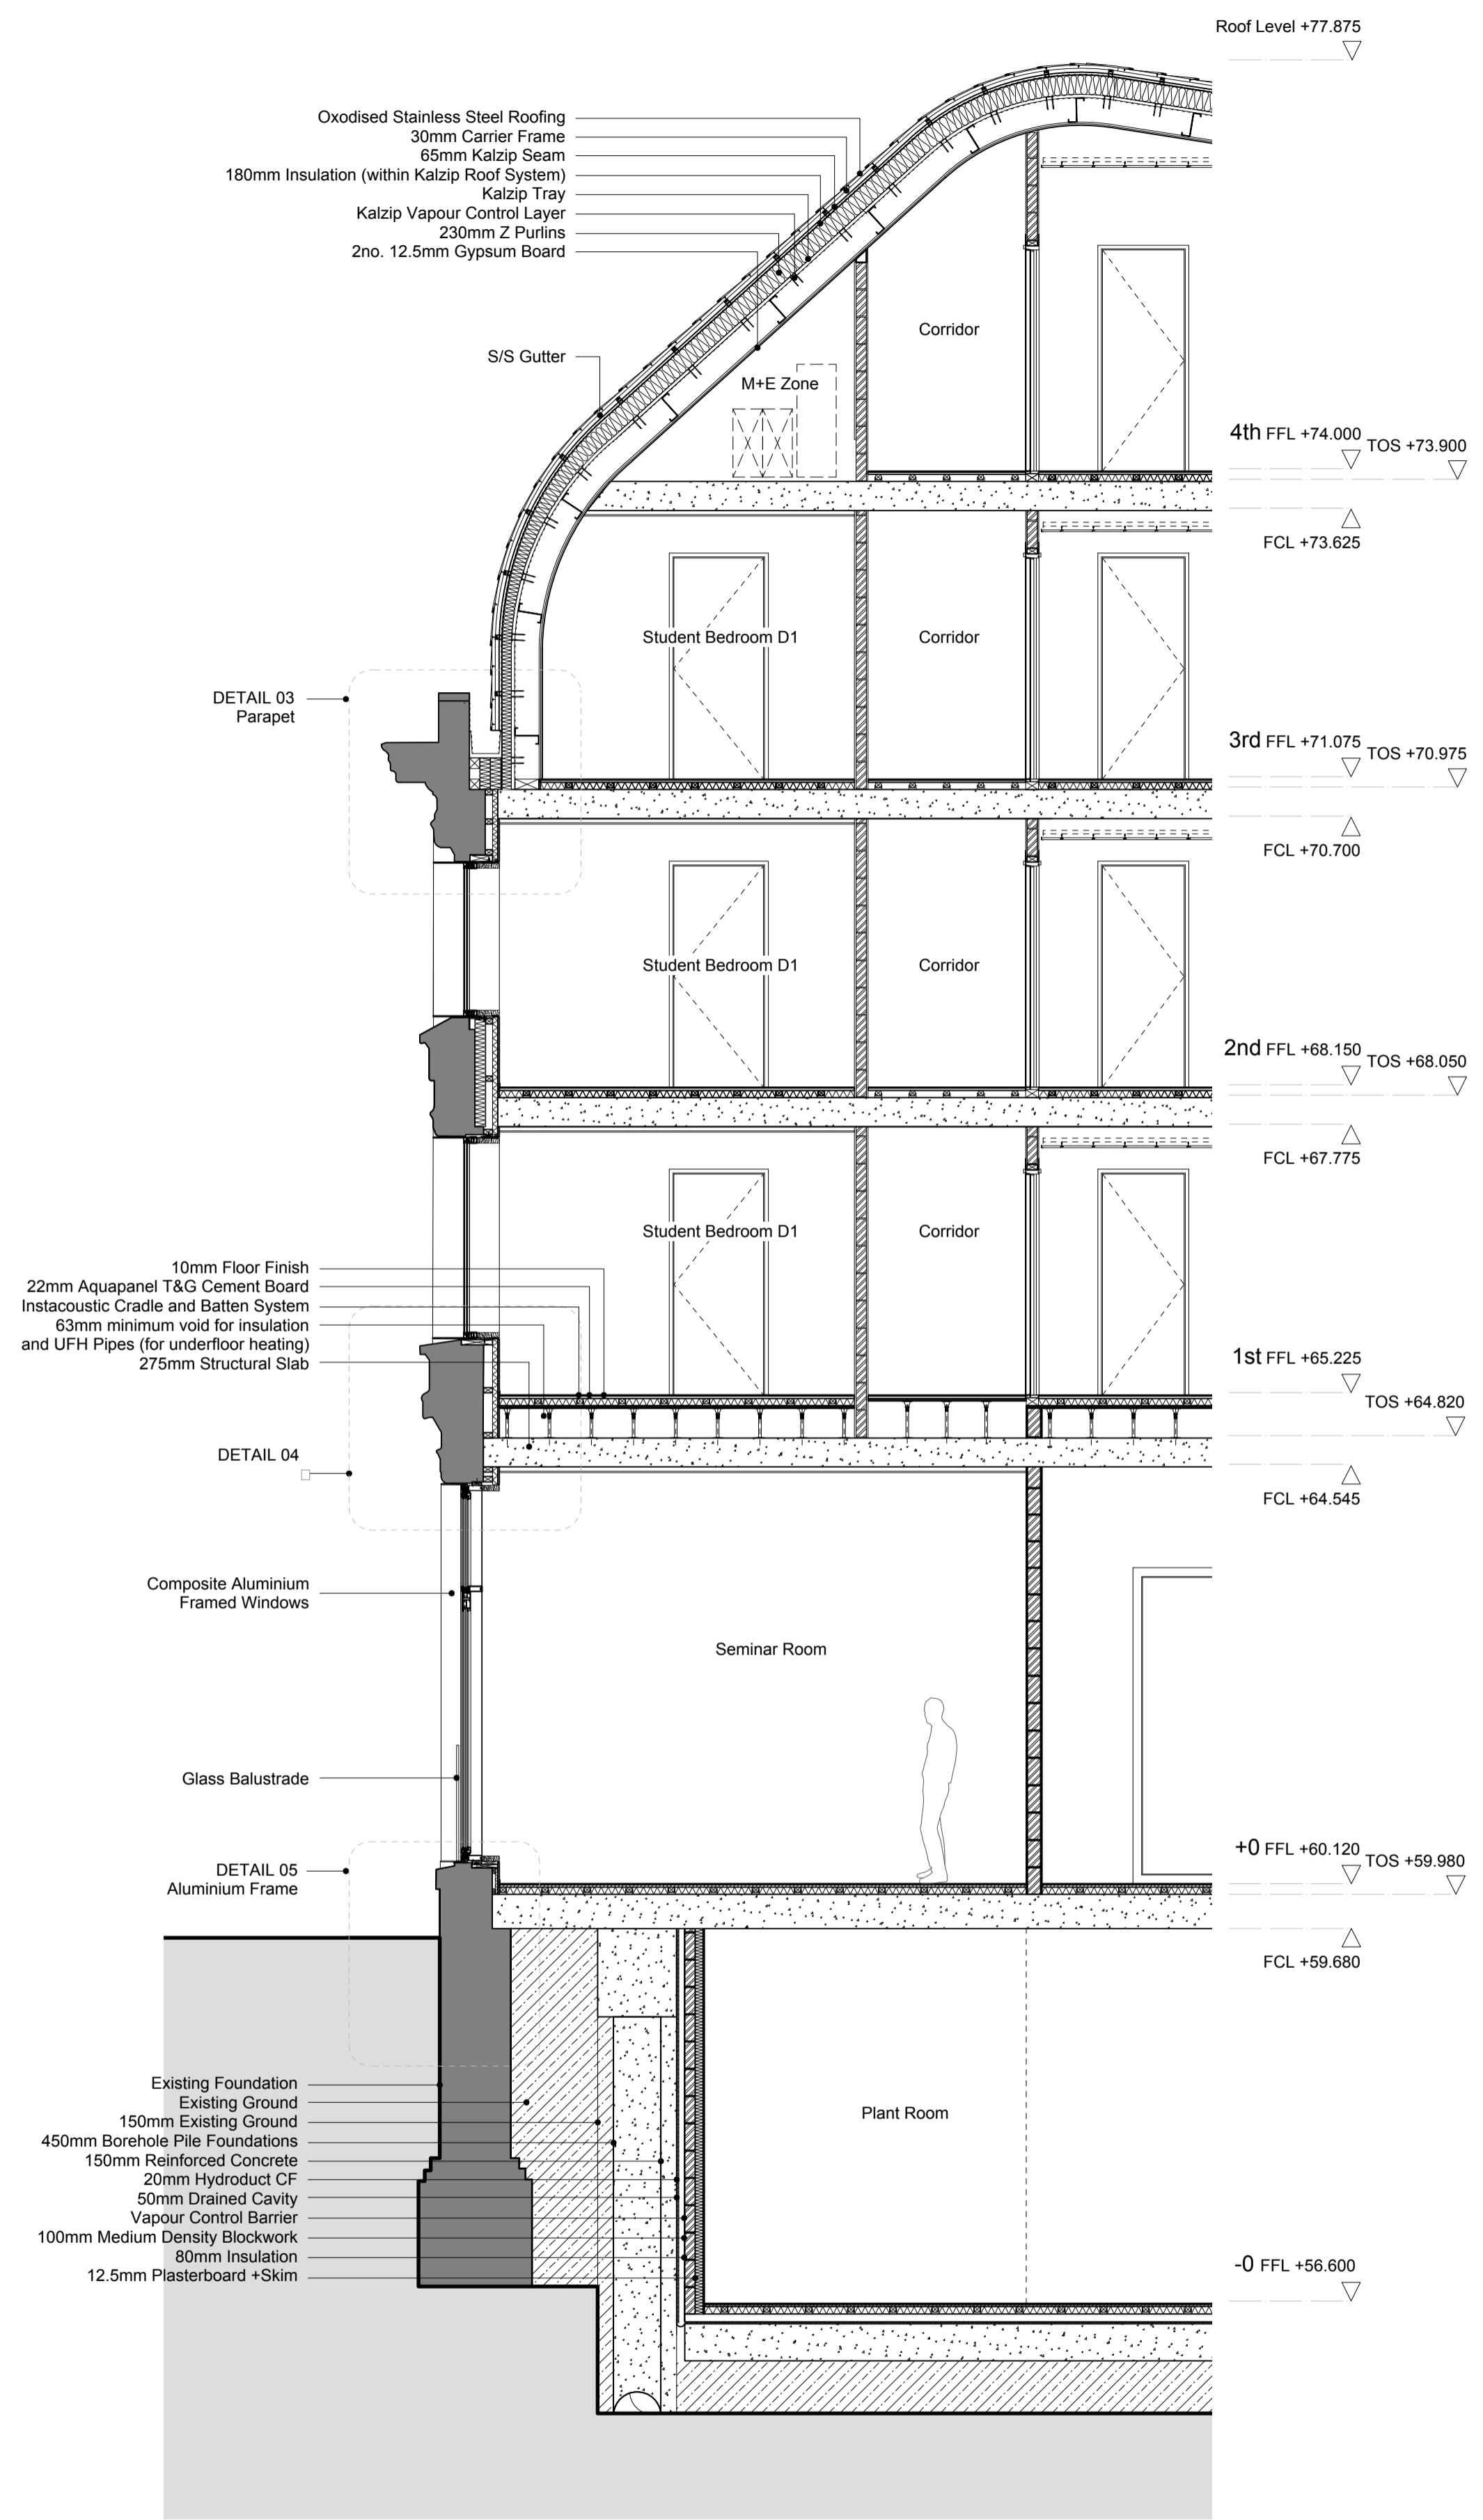 Roof Level +77.875
Oxodised Stainless Steel Roofing
30mm Carrier Frame
65mm Kalzip Seam
180mm Insulation (within Kalzip Roof System)
Kalzip Tray
Kalzip Vapour Control Layer
230mm Z Purlins
2no. 12.5mm Gypsum Board
Corridor
S/S Gutter
M+E Zone
4th FFL +74.000 TOS +73.900
FCL +73.625
Student Bedroom D1
Corridor
DETAIL 03
Parapet
3rd FFL +71.075 TOS +70.975
FCL +70.700
Student Bedroom D1
Corridor
2nd FFL +68.150 TOS +68.050
FCL +67.775
Student Bedroom D1
Corridor
10mm Floor Finish
22mm Aquapanel T&G Cement Board
Instacoustic Cradle and Batten System
63mm minimum void for insulation
and UFH Pipes (for underfloor heating)
275mm Structural Slab
1st FFL +65.225
TOS +64.820
DETAIL 04
FCL +64.545
Composite Aluminium
Framed Windows
Seminar Room
Glass Balustrade
+0 FFL +60.120
TOS +59.980
DETAIL 05
Aluminium Frame
FCL +59.680
Existing Foundation
Existing Ground
150mm Existing Ground
450mm Borehole Pile Foundations
150mm Reinforced Concrete
20mm Hydroduct CF
50mm Drained Cavity
Vapour Control Barrier
100mm Medium Density Blockwork
80mm Insulation
12.5mm Plasterboard +Skim
Plant Room
-0 FFL +56.600